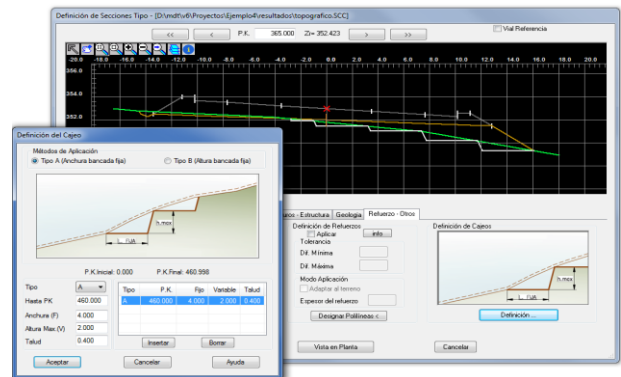 Definición de Secciones Tipo - [D:\mdt\v6\Proyectos\Ejemplo4\resultados\topografico.SCC]
<< < P.K. 365.000 Z= 352.423 > >> Vial Referencia
-20.0 -18.0 -16.0 -14.0 -12.0 -10.0 -8.0 -6.0 -4.0 -2.0 0.0 2.0 4.0 6.0 8.0 10.0 12.0 14.0 16.0 18.0 20.0
356.0
354.0
352.0
Definición del Cajeo
Métodos de Aplicación
Tipo A (Anchura bancada fija) Tipo B (Altura bancada fija)
h.max
L. FIJA
P.K.Inicial: 0.000 P.K.Final: 460.998
Tipo A
Hasta PK 460.000
Anchura (F) 4.000
Altura Max.(V) 2.000
Talud 0.400
Tipo P.K. Fijo Variable Talud
A 460.000 4.000 2.000 0.400
Insertar Borrar
Aceptar Cancelar Ayuda
uros - Estructura Geologia Refuerzo - Otros
Definición de Refuerzos
Aplicar info
Tolerancia
Dif. Mínima
Dif. Máxima
Modo Aplicación
Adaptar al terreno
Espesor del refuerzo
Designar Polilíneas <
Definición de Cajeos
h.max
L. FIJA
Definición...
Vista en Planta Cancelar